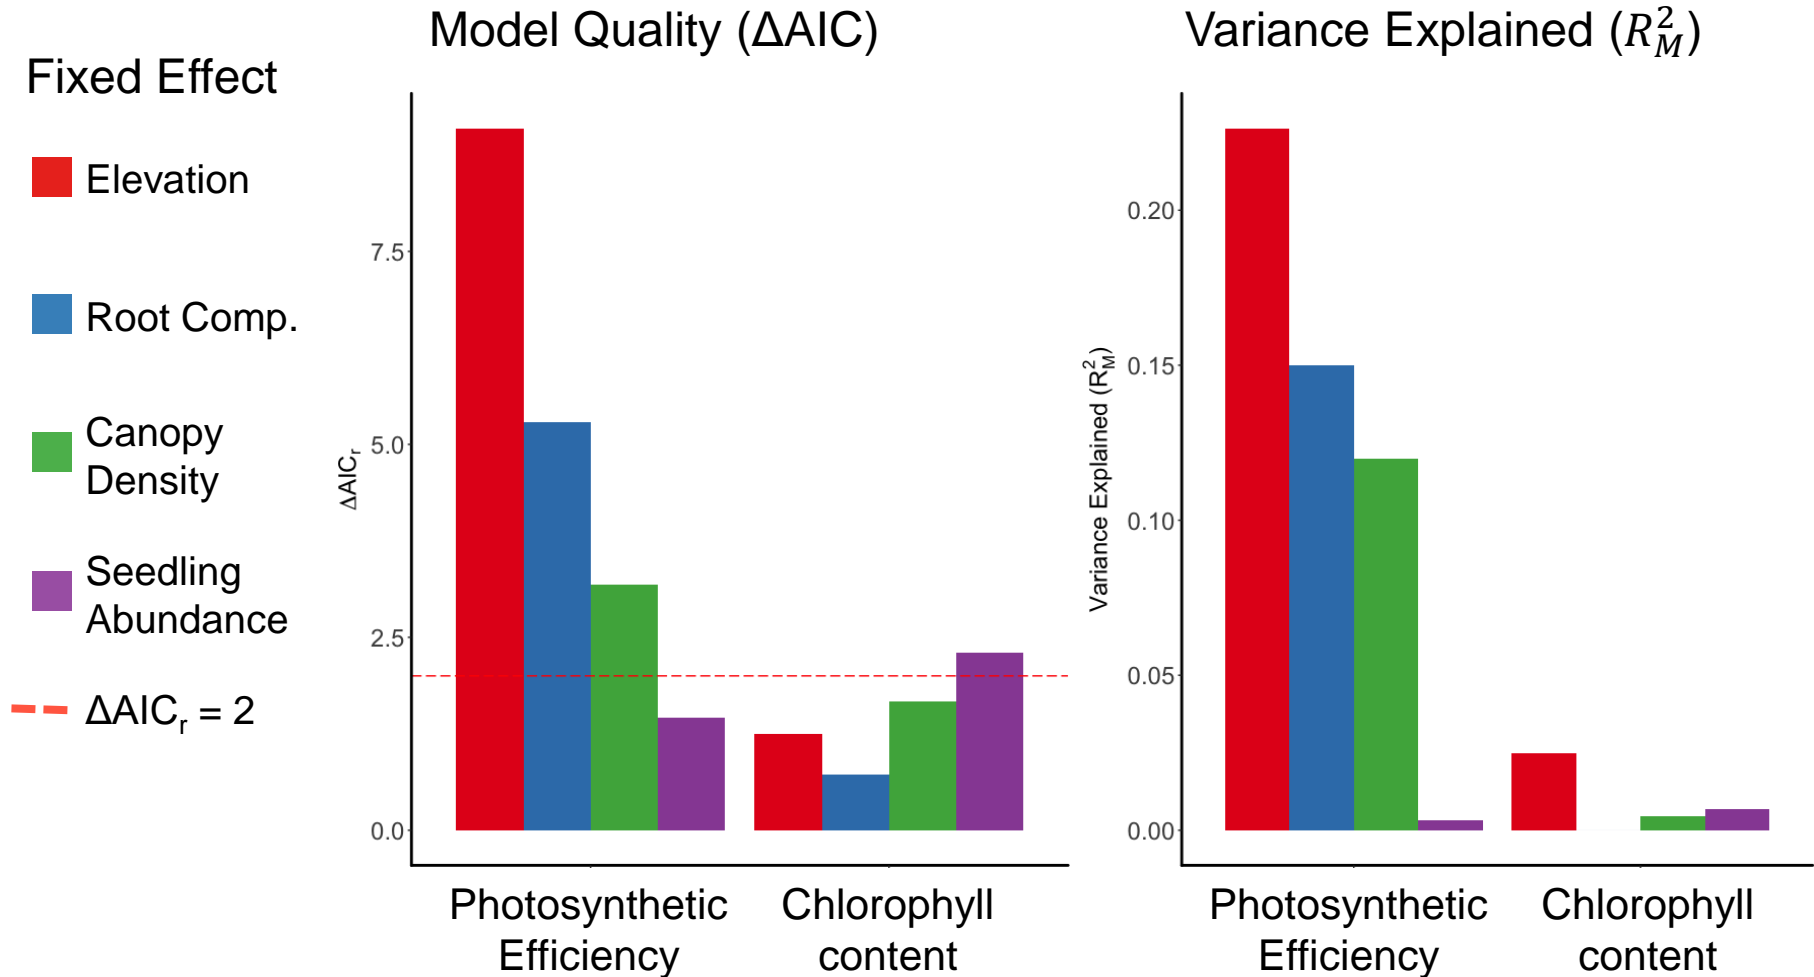 Fixed Effect
Elevation
Root Comp.
Canopy
Density
Seedling
Abundance
ΔAICr = 2
Model Quality (ΔAIC)
ΔAICr
7.5
5.0
2.5
0.0
Photosynthetic
Efficiency
Chlorophyll
content
Variance Explained (R²M)
Variance Explained (R²M)
0.20
0.15
0.10
0.05
0.00
Photosynthetic
Efficiency
Chlorophyll
content